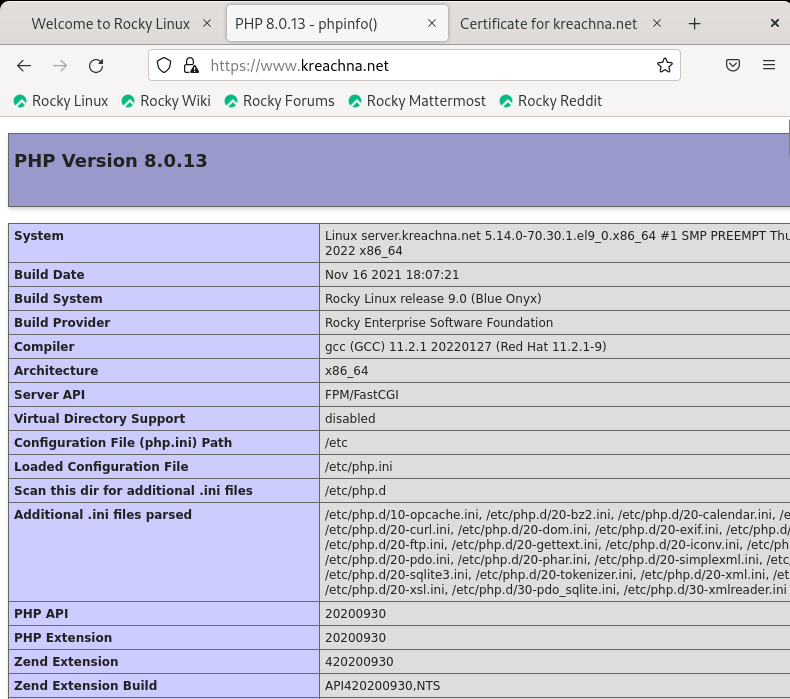 Welcome to Rocky Linux
PHP 8.0.13 - phpinfo()
Certificate for kreachna.net
https://www.kreachna.net
Rocky Linux
Rocky Wiki
Rocky Forums
Rocky Mattermost
Rocky Reddit
PHP Version 8.0.13
System
Linux server.kreachna.net 5.14.0-70.30.1.el9_0.x86_64 #1 SMP PREEMPT Thu
2022 x86_64
Build Date
Nov 16 2021 18:07:21
Build System
Rocky Linux release 9.0 (Blue Onyx)
Build Provider
Rocky Enterprise Software Foundation
Compiler
gcc (GCC) 11.2.1 20220127 (Red Hat 11.2.1-9)
Architecture
x86_64
Server API
FPM/FastCGI
Virtual Directory Support
disabled
Configuration File (php.ini) Path
/etc
Loaded Configuration File
/etc/php.ini
Scan this dir for additional .ini files
/etc/php.d
Additional .ini files parsed
/etc/php.d/10-opcache.ini, /etc/php.d/20-bz2.ini, /etc/php.d/20-calendar.ini,
/etc/php.d/20-curl.ini, /etc/php.d/20-dom.ini, /etc/php.d/20-exif.ini,
/etc/php.d/20-ftp.ini, /etc/php.d/20-gettext.ini, /etc/php.d/20-iconv.ini,
/etc/php.d/20-pdo.ini, /etc/php.d/20-phar.ini, /etc/php.d/20-simplexml.ini,
/etc/php.d/20-sqlite3.ini, /etc/php.d/20-tokenizer.ini, /etc/php.d/20-xml.ini,
/etc/php.d/20-xsl.ini, /etc/php.d/30-pdo_sqlite.ini, /etc/php.d/30-xmlreader.ini
PHP API
20200930
PHP Extension
20200930
Zend Extension
420200930
Zend Extension Build
API420200930,NTS